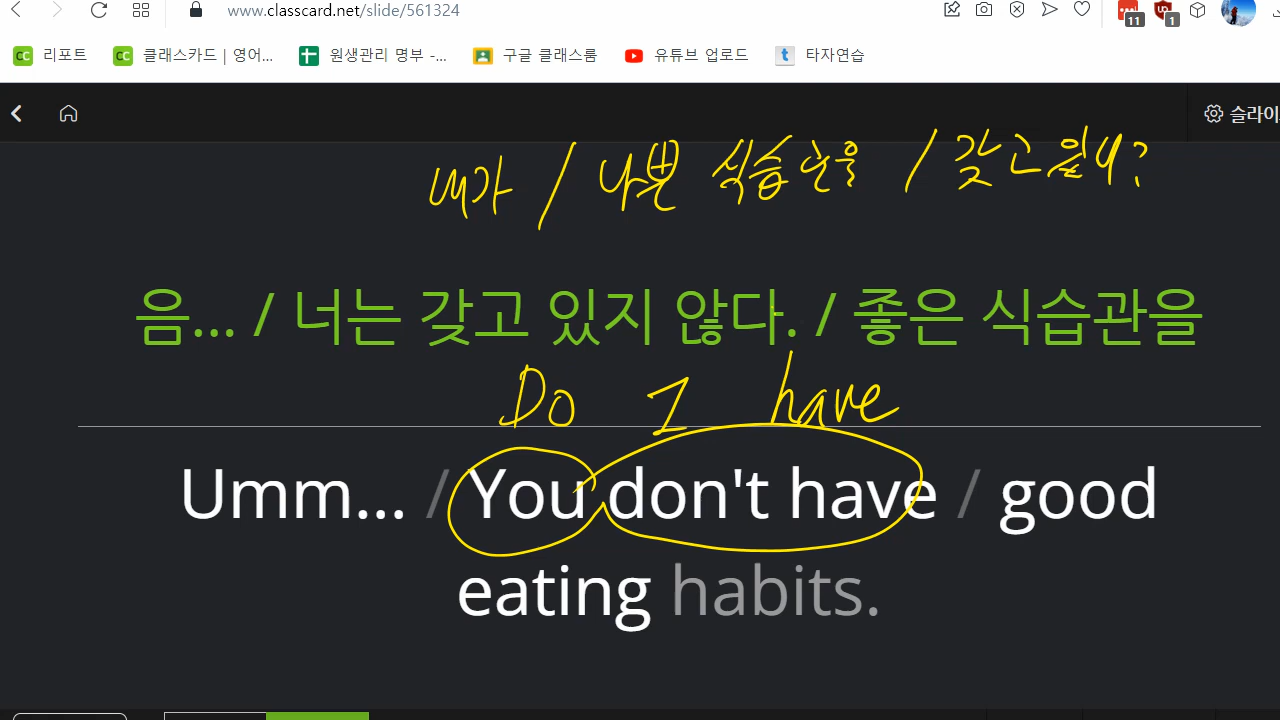 www.classcard.net/slide/561324
11 1
리포트 클래스카드 | 영어... 원생관리 명부 -... 구글 클래스룸 유튜브 업로드 타자연습
슬라이
내가 / 나쁜 식습관을 / 갖고있니?
음... / 너는 갖고 있지 않다. / 좋은 식습관을
Do I have
Umm... / You don't have / good
eating habits.